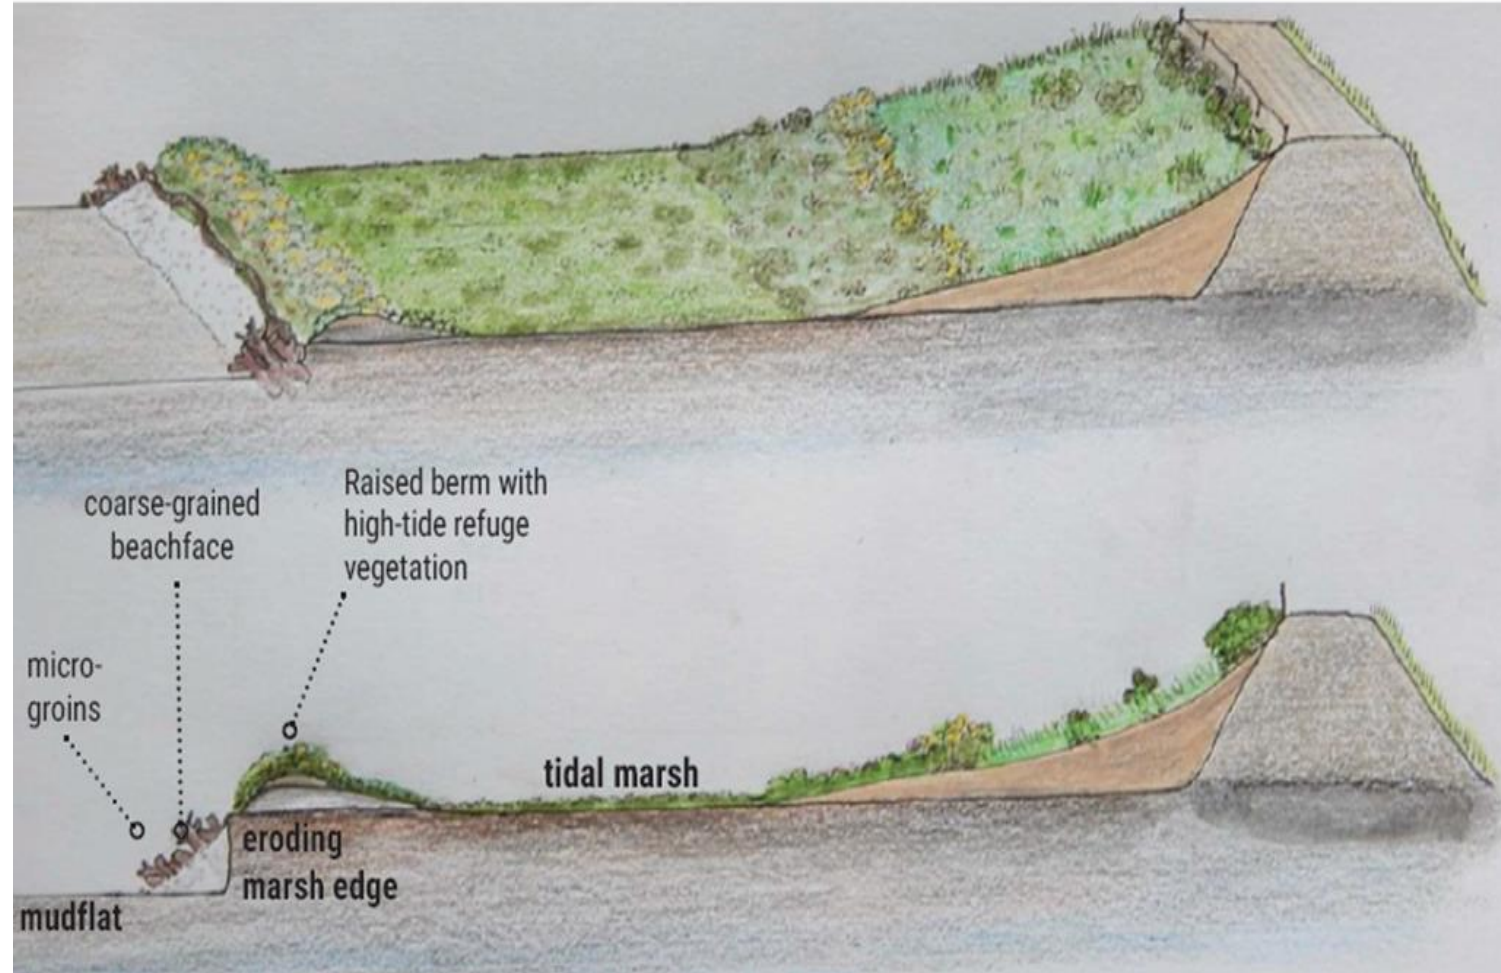 coarse-grained
beachface
Raised berm with
high-tide refuge
vegetation
micro-
groins
tidal marsh
eroding
marsh edge
mudflat